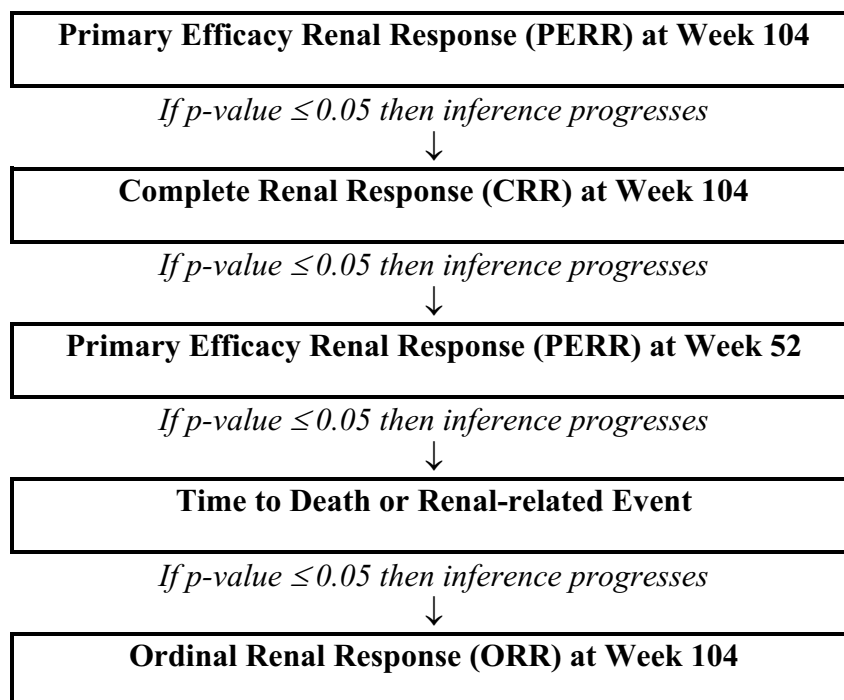 Primary Efficacy Renal Response (PERR) at Week 104
If p-value ≤ 0.05 then inference progresses
↓
Complete Renal Response (CRR) at Week 104
If p-value ≤ 0.05 then inference progresses
↓
Primary Efficacy Renal Response (PERR) at Week 52
If p-value ≤ 0.05 then inference progresses
↓
Time to Death or Renal-related Event
If p-value ≤ 0.05 then inference progresses
↓
Ordinal Renal Response (ORR) at Week 104